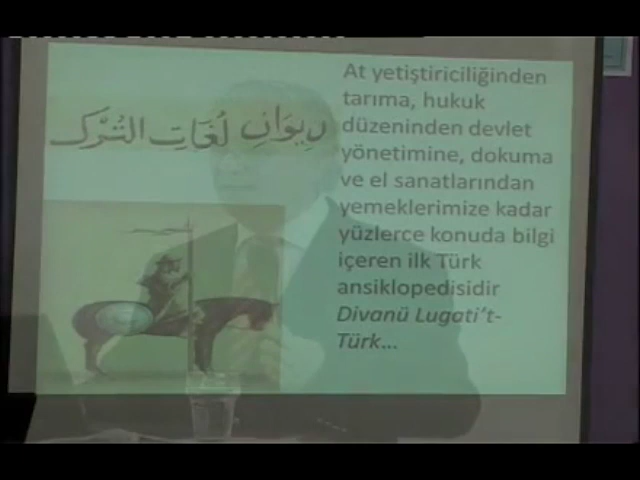 ديوان لغات الترك
At yetiştiriciliğinden
tarıma, hukuk
düzeninden devlet
yönetimine, dokuma
ve el sanatlarından
yemeklerimize kadar
yüzlerce konuda bilgi
içeren ilk Türk
ansiklopedisidir
Divanü Lugati't-
Türk...